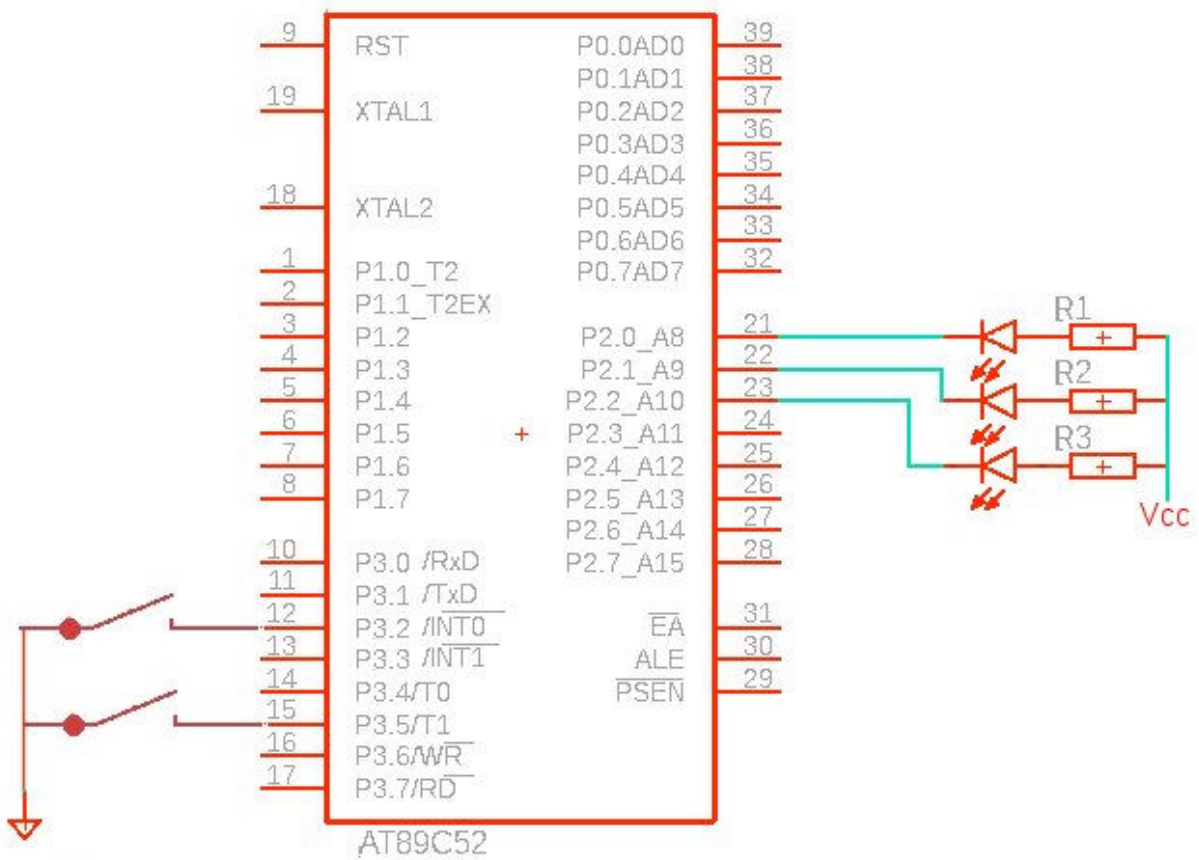 9 RST P0.0AD0 39
P0.1AD1 38
19 XTAL1 P0.2AD2 37
P0.3AD3 36
P0.4AD4 35
18 XTAL2 P0.5AD5 34
P0.6AD6 33
1 P1.0_T2 P0.7AD7 32
2 P1.1_T2EX
R1
3 P1.2 P2.0_A8 21
4 P1.3 P2.1_A9 22 R2
5 P1.4 P2.2_A10 23
6 P1.5 P2.3_A11 24 R3
7 P1.6 P2.4_A12 25
8 P1.7 P2.5_A13 26
Vcc
P2.6_A14 27
10 P3.0 /RxD P2.7_A15 28
11 P3.1 /TxD
12 P3.2 /INT0 EA 31
13 P3.3 /INT1 ALE 30
14 P3.4/T0 PSEN 29
15 P3.5/T1
16 P3.6/WR
17 P3.7/RD
AT89C52